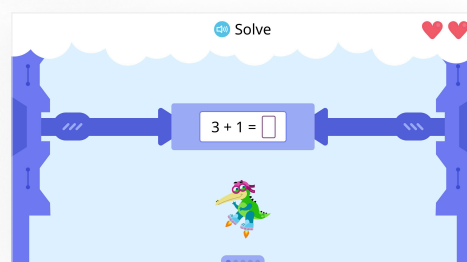 Solve
3 + 1 =